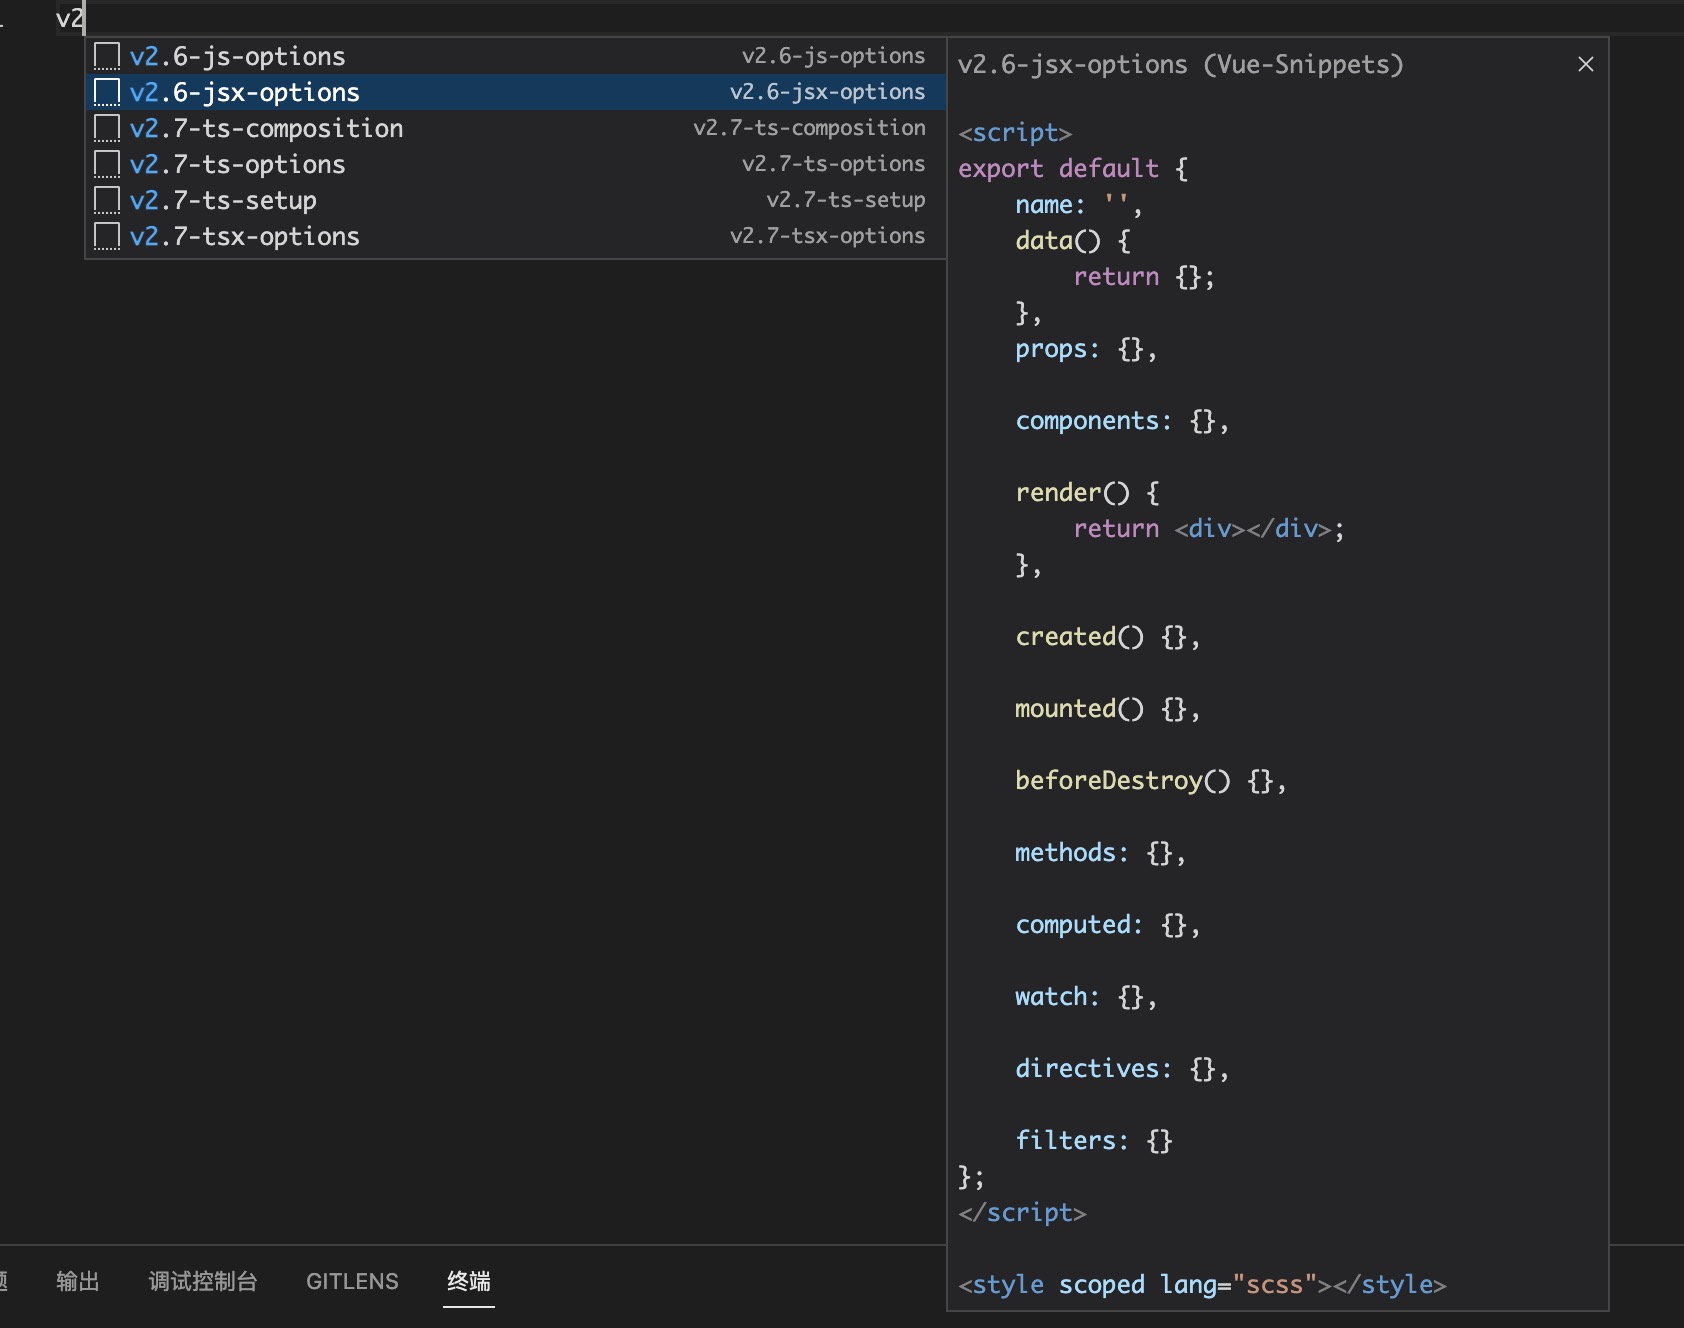 v2
v2.6-js-options v2.6-js-options
v2.6-jsx-options v2.6-jsx-options
v2.7-ts-composition v2.7-ts-composition
v2.7-ts-options v2.7-ts-options
v2.7-ts-setup v2.7-ts-setup
v2.7-tsx-options v2.7-tsx-options
v2.6-jsx-options (Vue-Snippets)
<script>
export default {
    name: '',
    data() {
        return {};
    },
    props: {},
    components: {},
    render() {
        return <div></div>;
    },
    created() {},
    mounted() {},
    beforeDestroy() {},
    methods: {},
    computed: {},
    watch: {},
    directives: {},
    filters: {}
};
</script>
<style scoped lang="scss"></style>
输出 调试控制台 GITLENS 终端